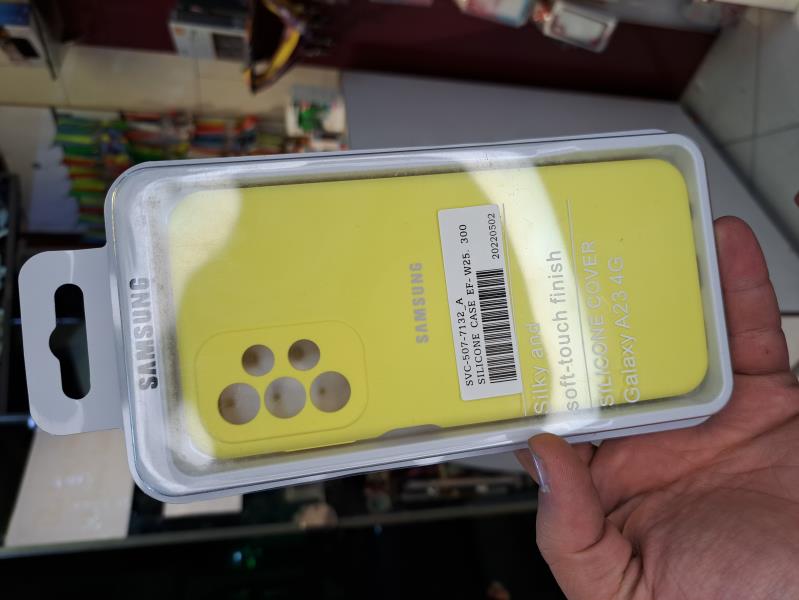 SAMSUNG
SAMSUNG
SVC-507-7132_A
SILICONE CASE EF-W25. 300
20220502
Silky and
soft-touch finish
SILICONE COVER
Galaxy A23 4G